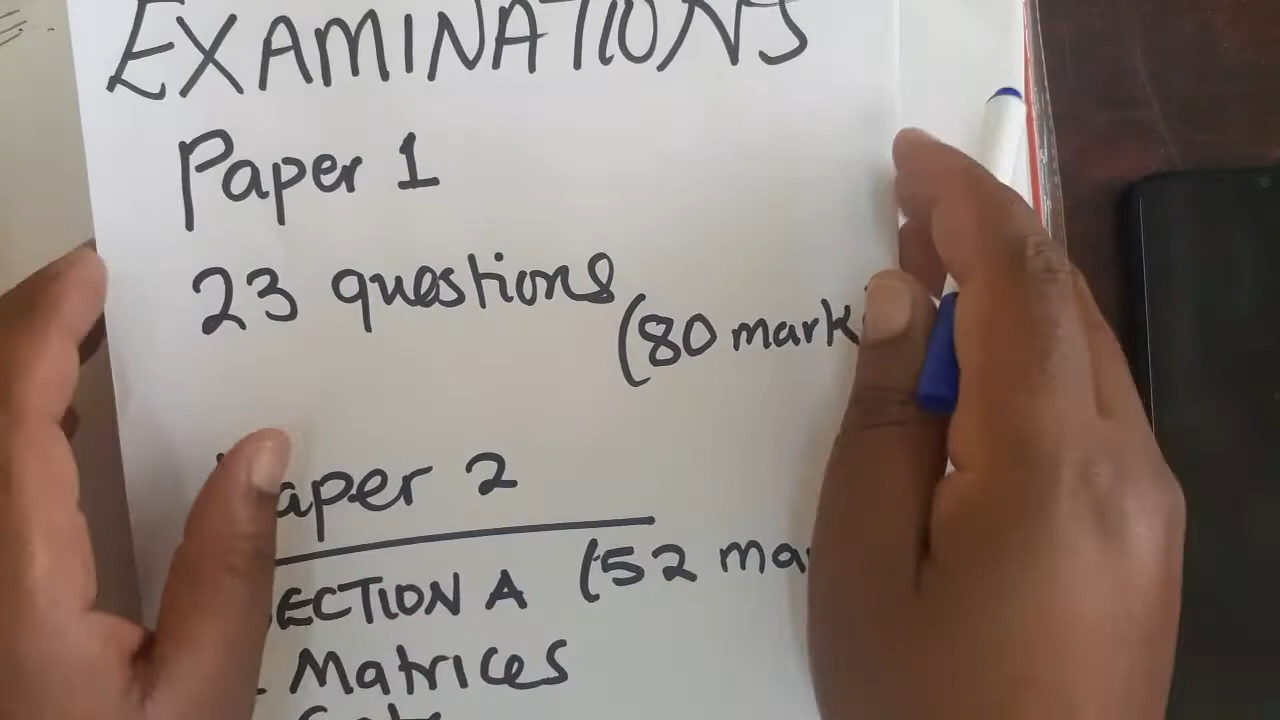 EXAMINATIONS
Paper 1
23 questions
(80 mark
aper 2
ECTION A (52 ma
. Matrices